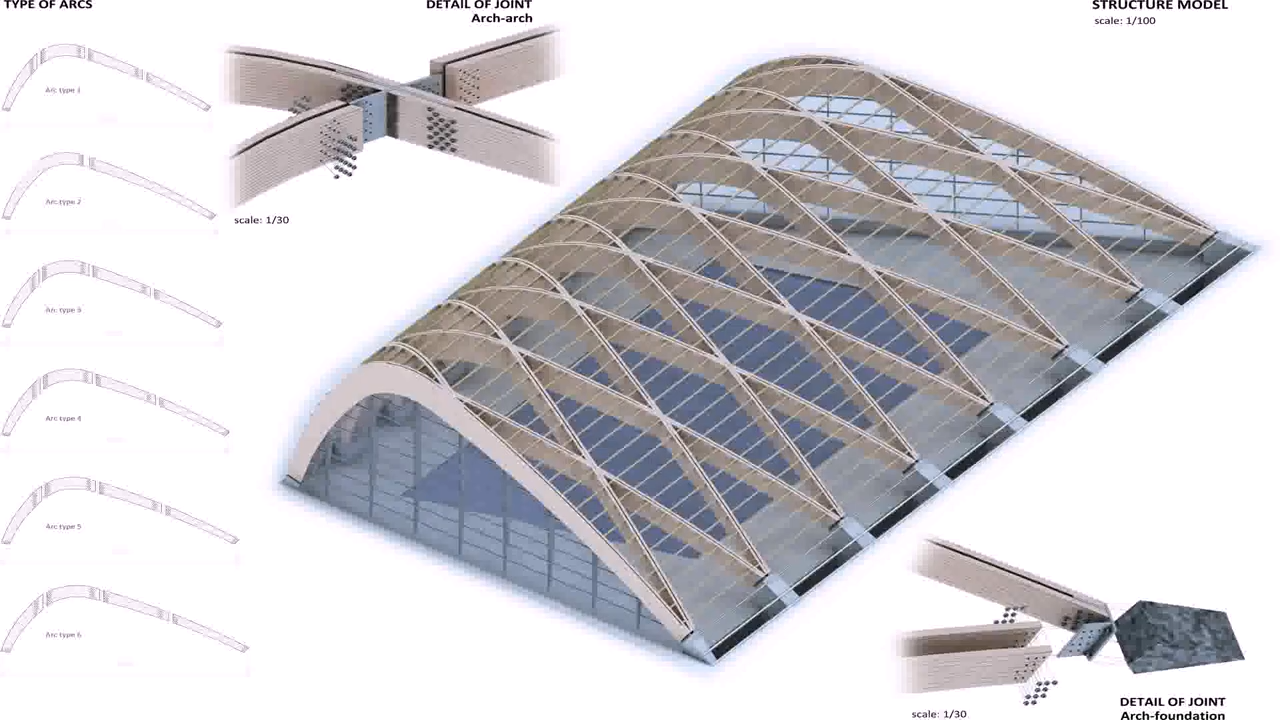 TYPE OF ARCS
Arc type 1
Arc type 2
Arc type 3
Arc type 4
Arc type 5
Arc type 6
DETAIL OF JOINT
Arch-arch
scale: 1/30
STRUCTURE MODEL
scale: 1/100
scale: 1/30
DETAIL OF JOINT
Arch-foundation